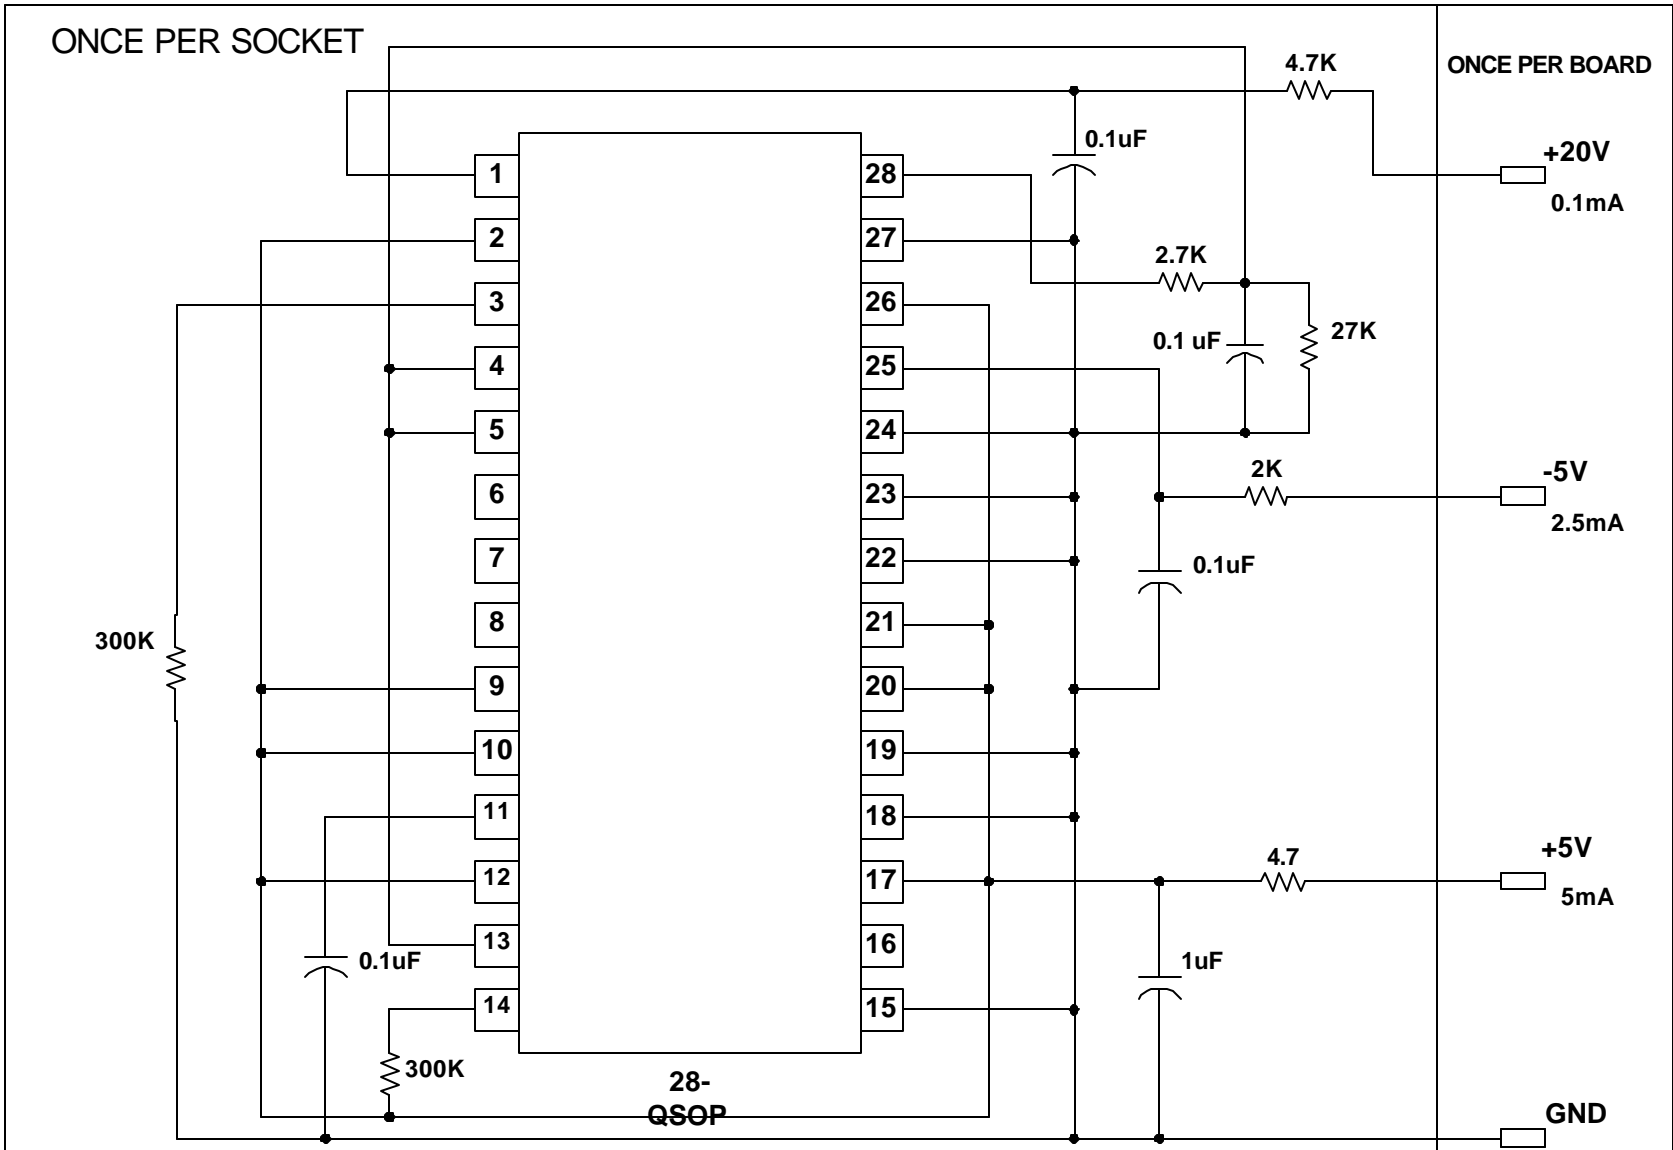 ONCE PER SOCKET
4.7K
ONCE PER BOARD
0.1uF
+20V
1
28
0.1mA
2
27
2.7K
3
26
0.1 uF
27K
4
25
5
24
2K
-5V
6
23
2.5mA
7
22
0.1uF
8
21
300K
9
20
10
19
11
18
4.7
+5V
12
17
5mA
13
16
0.1uF
1uF
14
15
300K
28-
QSOP
GND